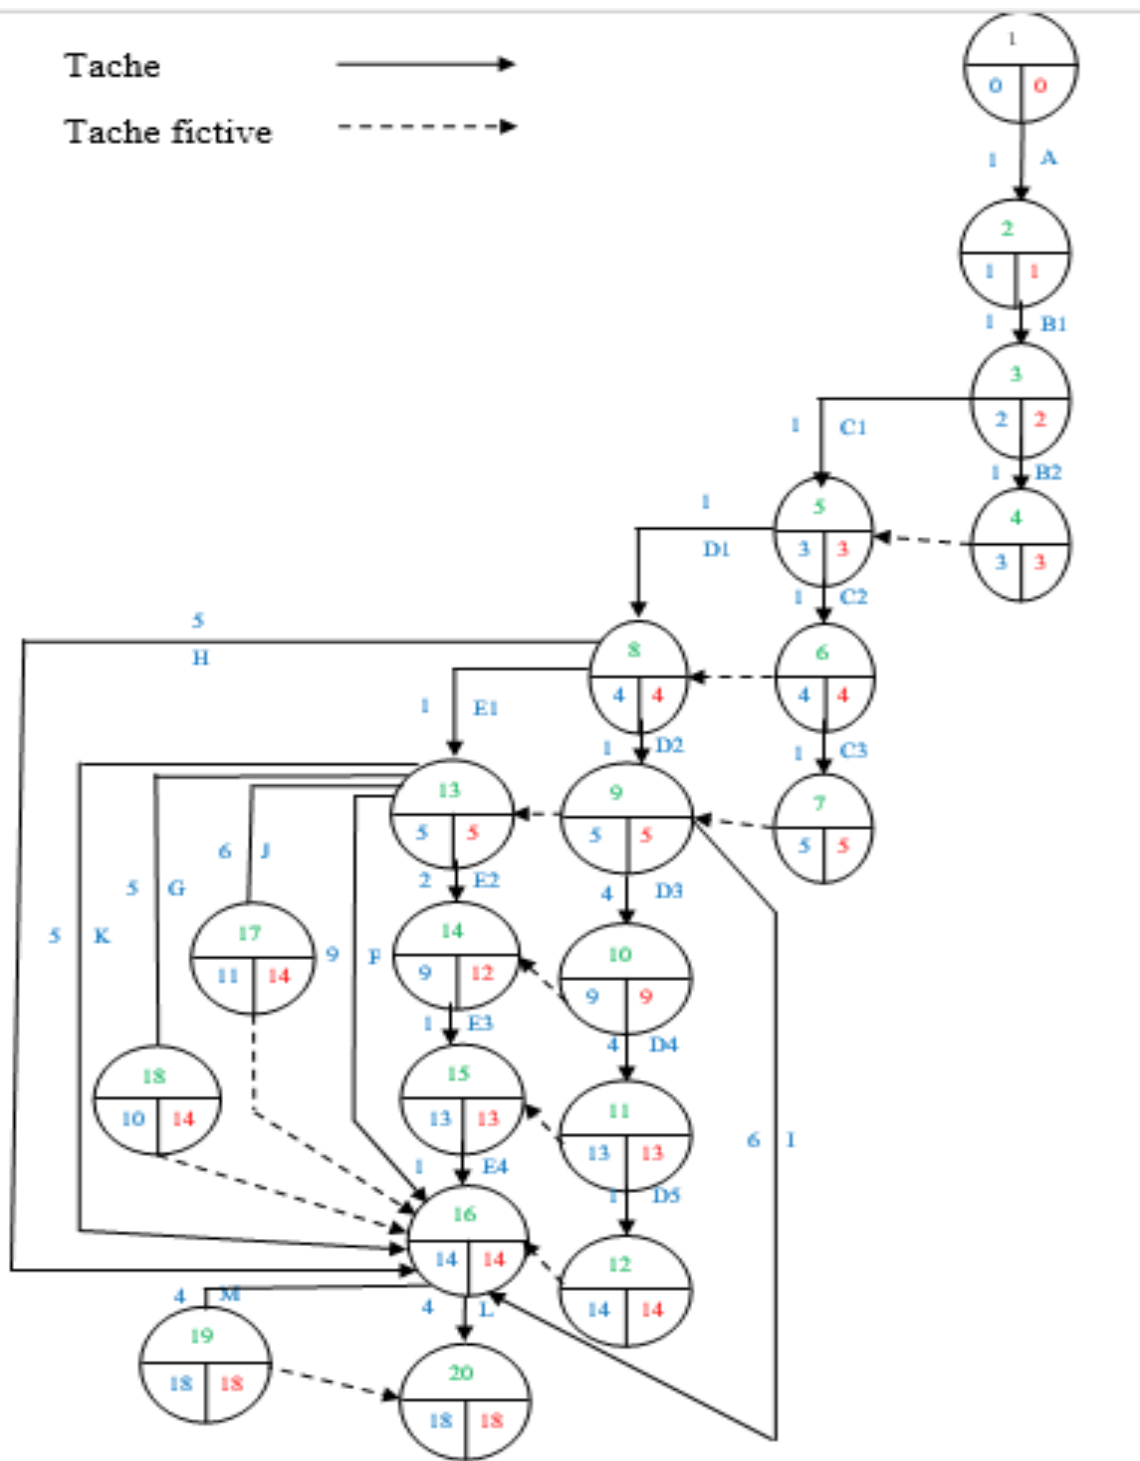 1
Tache
0 0
Tache fictive
1 A
2
1 1
1 B1
3
1 C1
2 2
1 B2
1
5
4
D1
3 3
3 3
1 C2
5
H
8
6
4 4
4 4
1 E1
1 D2
1 C3
13
9
7
5 5
5 5
5 5
6 J
2 E2
5 G
4 D3
17
14
5 K
9 F
10
11 14
9 12
9 9
1 E3
4 D4
18
15
10 14
13 13
11
6 I
13 13
1 E4
1 D5
16
14 14
12
4 M
4 L
14 14
19
20
18 18
18 18